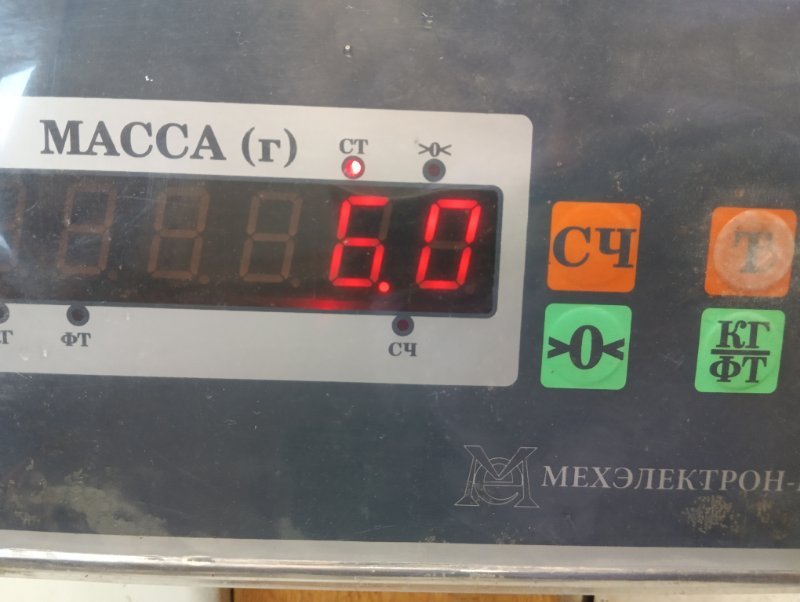 МАССА (г)
СТ
>0<
6.0
СЧ
Т
ФТ
СЧ
>0<
КГ
ФТ
МЕХЭЛЕКТРОН-